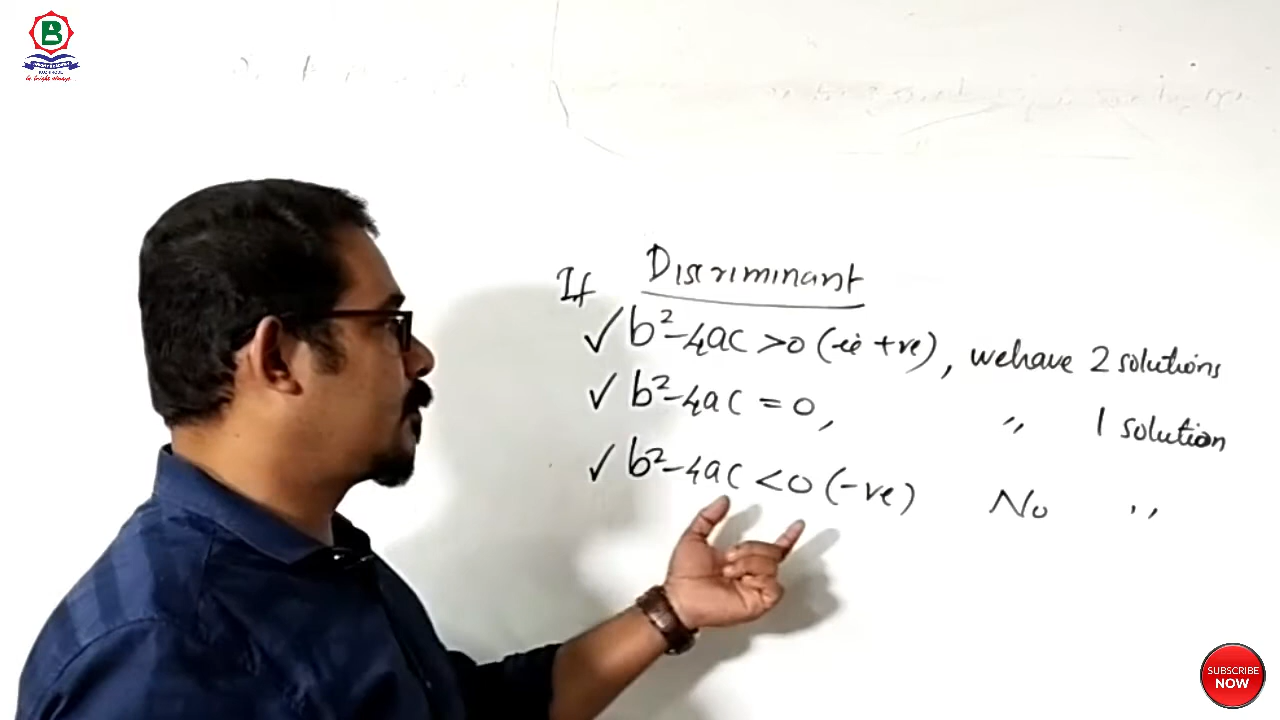 B
If Discriminant
✓ b²-4ac >0 (ie +ve), we have 2 solutions
✓ b²-4ac = 0, ,, 1 solution
✓ b²-4ac <0 (-ve) No ,,
SUBSCRIBE
NOW